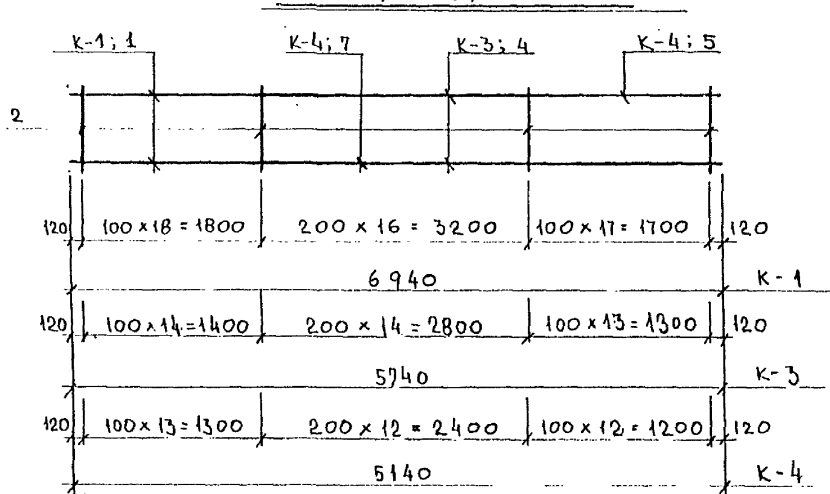 К-1; 1 К-4; 7 К-3; 4 К-4; 5
2
120 100 × 18 = 1800 200 × 16 = 3200 100 × 17 = 1700 120
6940 К-1
120 100 × 14 = 1400 200 × 14 = 2800 100 × 13 = 1300 120
5740 К-3
120 100 × 13 = 1300 200 × 12 = 2400 100 × 12 = 1200 120
5140 К-4